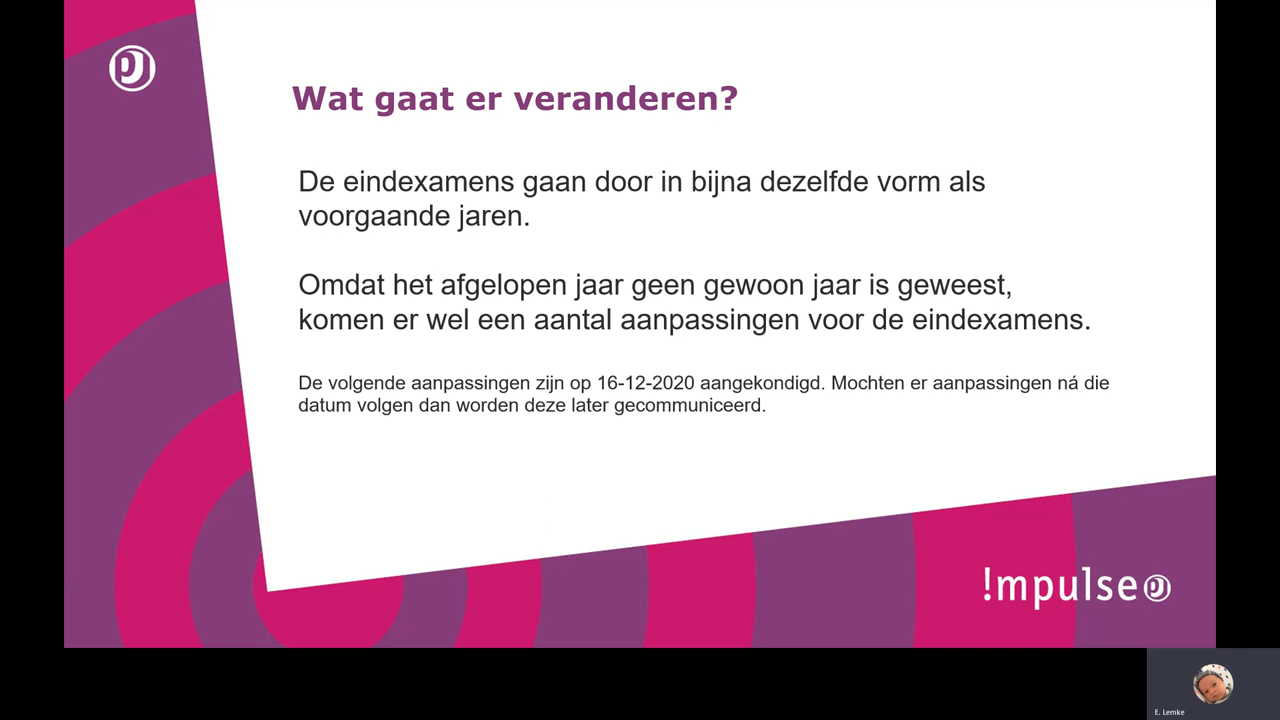 Wat gaat er veranderen?
De eindexamens gaan door in bijna dezelfde vorm als
voorgaande jaren.
Omdat het afgelopen jaar geen gewoon jaar is geweest,
komen er wel een aantal aanpassingen voor de eindexamens.
De volgende aanpassingen zijn op 16-12-2020 aangekondigd. Mochten er aanpassingen ná die
datum volgen dan worden deze later gecommuniceerd.
!mpulse
E. Lemke